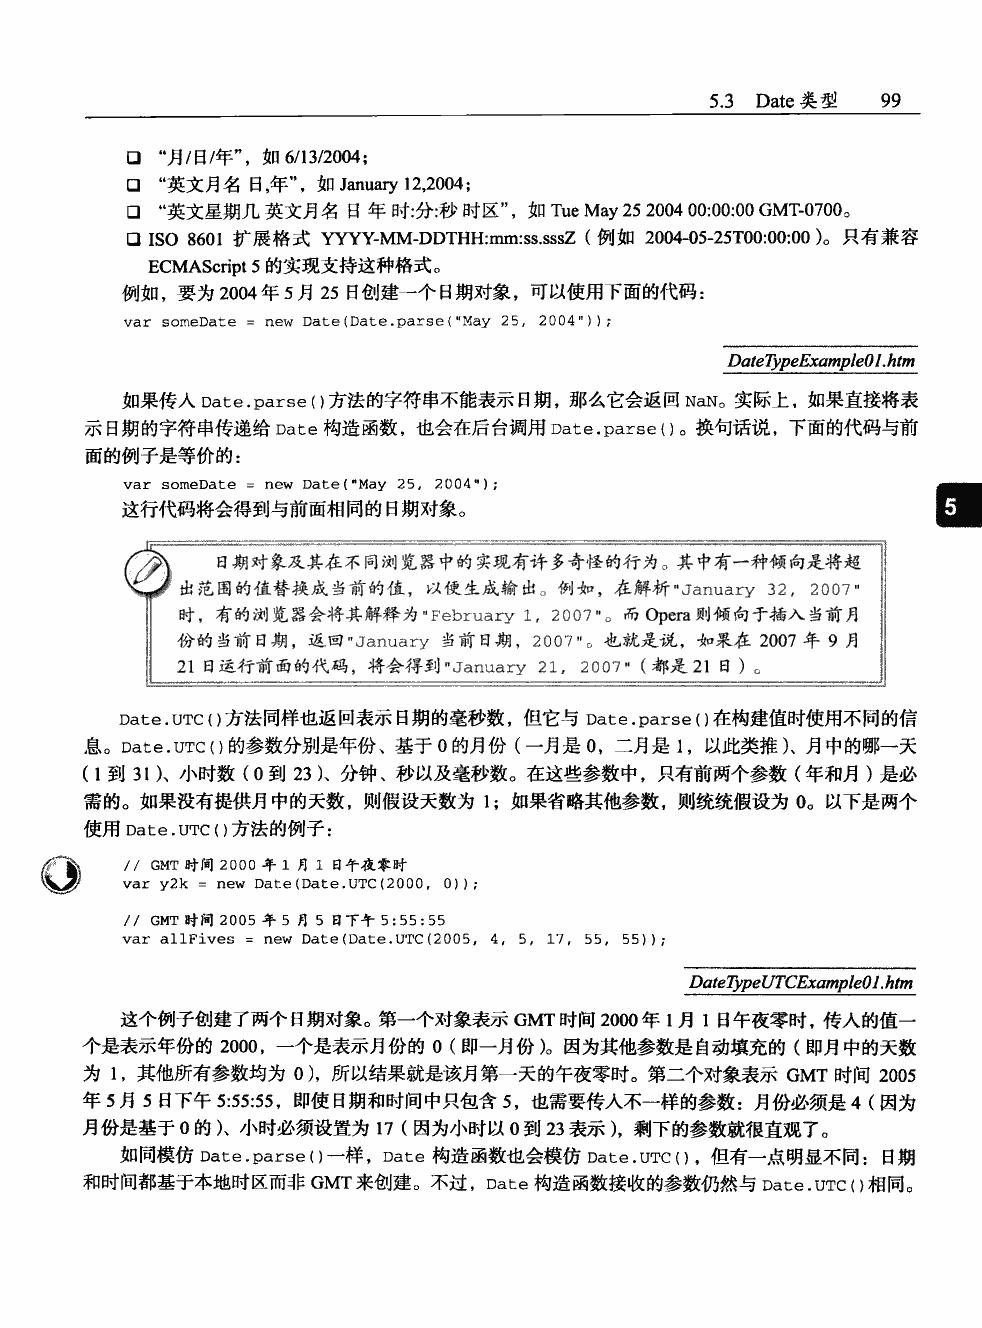 5.3 Date 类型 99
❑ “月/日/年”，如 6/13/2004；
❑ “英文月名 日,年”，如 January 12,2004；
❑ “英文星期几 英文月名 日 年 时:分:秒 时区”，如 Tue May 25 2004 00:00:00 GMT-0700。
❑ ISO 8601 扩展格式 YYYY-MM-DDTHH:mm:ss.sssZ（例如 2004-05-25T00:00:00）。只有兼容
ECMAScript 5 的实现支持这种格式。
例如，要为 2004 年 5 月 25 日创建一个日期对象，可以使用下面的代码：
var someDate = new Date(Date.parse("May 25, 2004"));
DateTypeExample01.htm
如果传入 Date.parse()方法的字符串不能表示日期，那么它会返回 NaN。实际上，如果直接将表
示日期的字符串传递给 Date 构造函数，也会在后台调用 Date.parse()。换句话说，下面的代码与前
面的例子是等价的：
var someDate = new Date("May 25, 2004");
这行代码将会得到与前面相同的日期对象。
5
日期对象及其在不同浏览器中的实现有许多奇怪的行为。其中有一种倾向是将超
出范围的值替换成当前的值，以便生成输出。例如，在解析"January 32, 2007"
时，有的浏览器会将其解释为"February 1, 2007"。而 Opera 则倾向于插入当前月
份的当前日期，返回"January 当前日期, 2007"。也就是说，如果在 2007 年 9 月
21 日运行前面的代码，将会得到"January 21, 2007"（都是 21 日）。
Date.UTC()方法同样也返回表示日期的毫秒数，但它与 Date.parse()在构建值时使用不同的信
息。Date.UTC()的参数分别是年份、基于 0 的月份（一月是 0，二月是 1，以此类推）、月中的哪一天
（1 到 31）、小时数（0 到 23）、分钟、秒以及毫秒数。在这些参数中，只有前两个参数（年和月）是必
需的。如果没有提供月中的天数，则假设天数为 1；如果省略其他参数，则统统假设为 0。以下是两个
使用 Date.UTC()方法的例子：
// GMT 时间 2000 年 1 月 1 日午夜零时
var y2k = new Date(Date.UTC(2000, 0));
// GMT 时间 2005 年 5 月 5 日下午 5:55:55
var allFives = new Date(Date.UTC(2005, 4, 5, 17, 55, 55));
DateTypeUTCExample01.htm
这个例子创建了两个日期对象。第一个对象表示 GMT 时间 2000 年 1 月 1 日午夜零时，传入的值一
个是表示年份的 2000，一个是表示月份的 0（即一月份）。因为其他参数是自动填充的（即月中的天数
为 1，其他所有参数均为 0），所以结果就是该月第一天的午夜零时。第二个对象表示 GMT 时间 2005
年 5 月 5 日下午 5:55:55，即使日期和时间中只包含 5，也需要传入不一样的参数：月份必须是 4（因为
月份是基于 0 的）、小时必须设置为 17（因为小时以 0 到 23 表示），剩下的参数就很直观了。
如同模仿 Date.parse()一样，Date 构造函数也会模仿 Date.UTC()，但有一点明显不同：日期
和时间都基于本地时区而非 GMT 来创建。不过，Date 构造函数接收的参数仍然与 Date.UTC()相同。